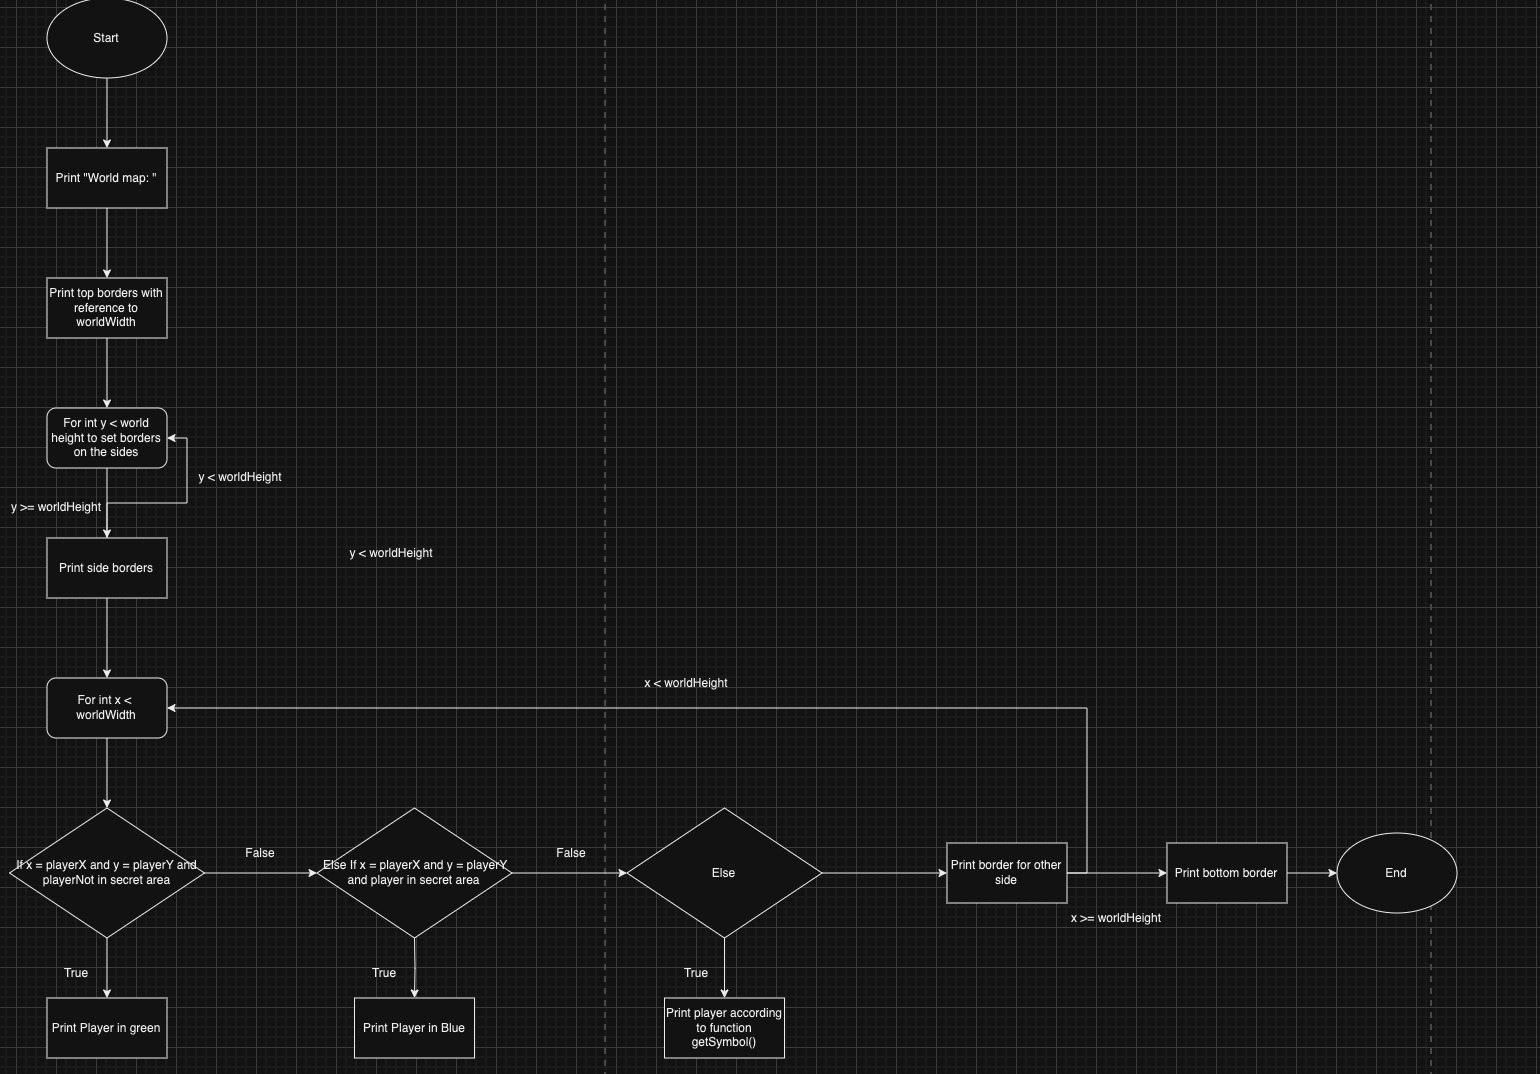 Start
Print "World map: "
Print top borders with
reference to
worldWidth
For int y < world
height to set borders
on the sides
y < worldHeight
y >= worldHeight
Print side borders
y < worldHeight
For int x <
worldWidth
x < worldHeight
If x = playerX and y = playerY and
playerNot in secret area
False
Else If x = playerX and y = playerY
and player in secret area
False
Else
Print border for other
side
x >= worldHeight
Print bottom border
End
True
True
True
Print Player in green
Print Player in Blue
Print player according
to function
getSymbol()